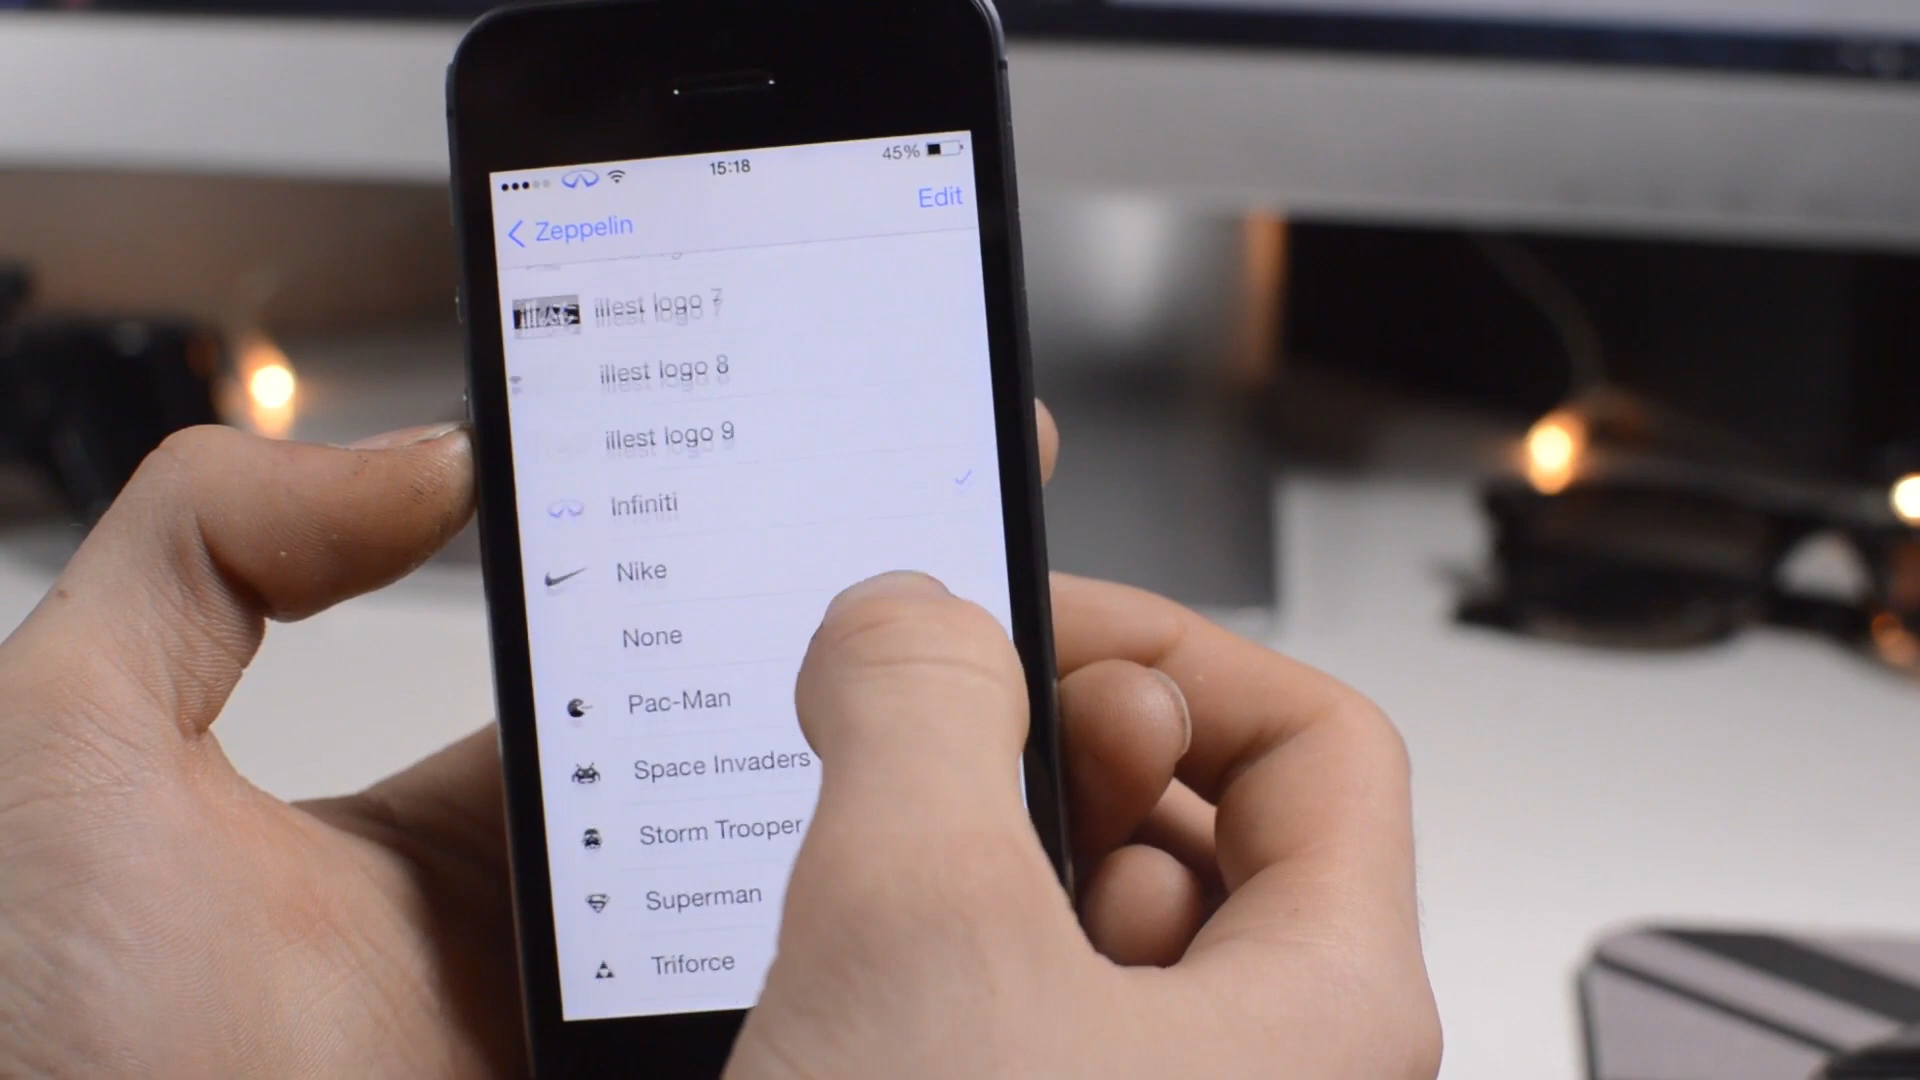 15:18
45%
Zeppelin
Edit
illest logo 7
illest logo 8
illest logo 9
Infiniti
Nike
None
Pac-Man
Space Invaders
Storm Trooper
Superman
Triforce